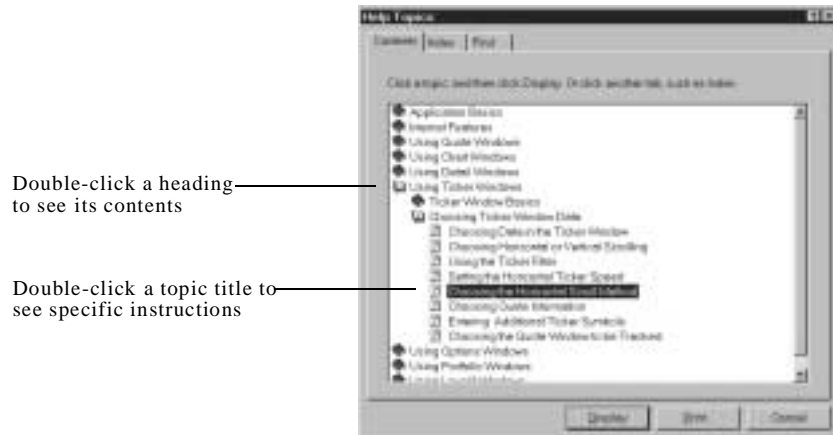 Help Topics
Contents Index Find
Click a topic, and then click Display. Or click another tab, such as Index.
Application Basics
Internet Features
Using Quote Windows
Using Chart Windows
Using Detail Windows
Double-click a heading
to see its contents
Using Ticker Windows
Ticker Window Basics
Choosing Ticker Window Data
Choosing Data in the Ticker Window
Choosing Horizontal or Vertical Scrolling
Using the Ticker Filter
Setting the Horizontal Ticker Speed
Double-click a topic title to
see specific instructions
Choosing the Horizontal Scroll Method
Choosing Quote Information
Entering Additional Ticker Symbols
Choosing the Quote Window to be Tracked
Using Options Windows
Using Portfolio Windows
Display Print Cancel